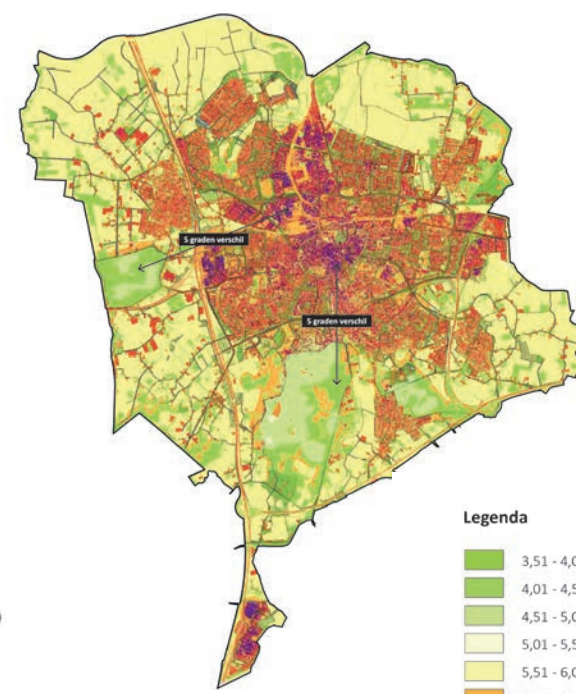 5 graden verschil
5 graden verschil
Legenda
3,51 - 4,0
4,01 - 4,5
4,51 - 5,0
5,01 - 5,5
5,51 - 6,0